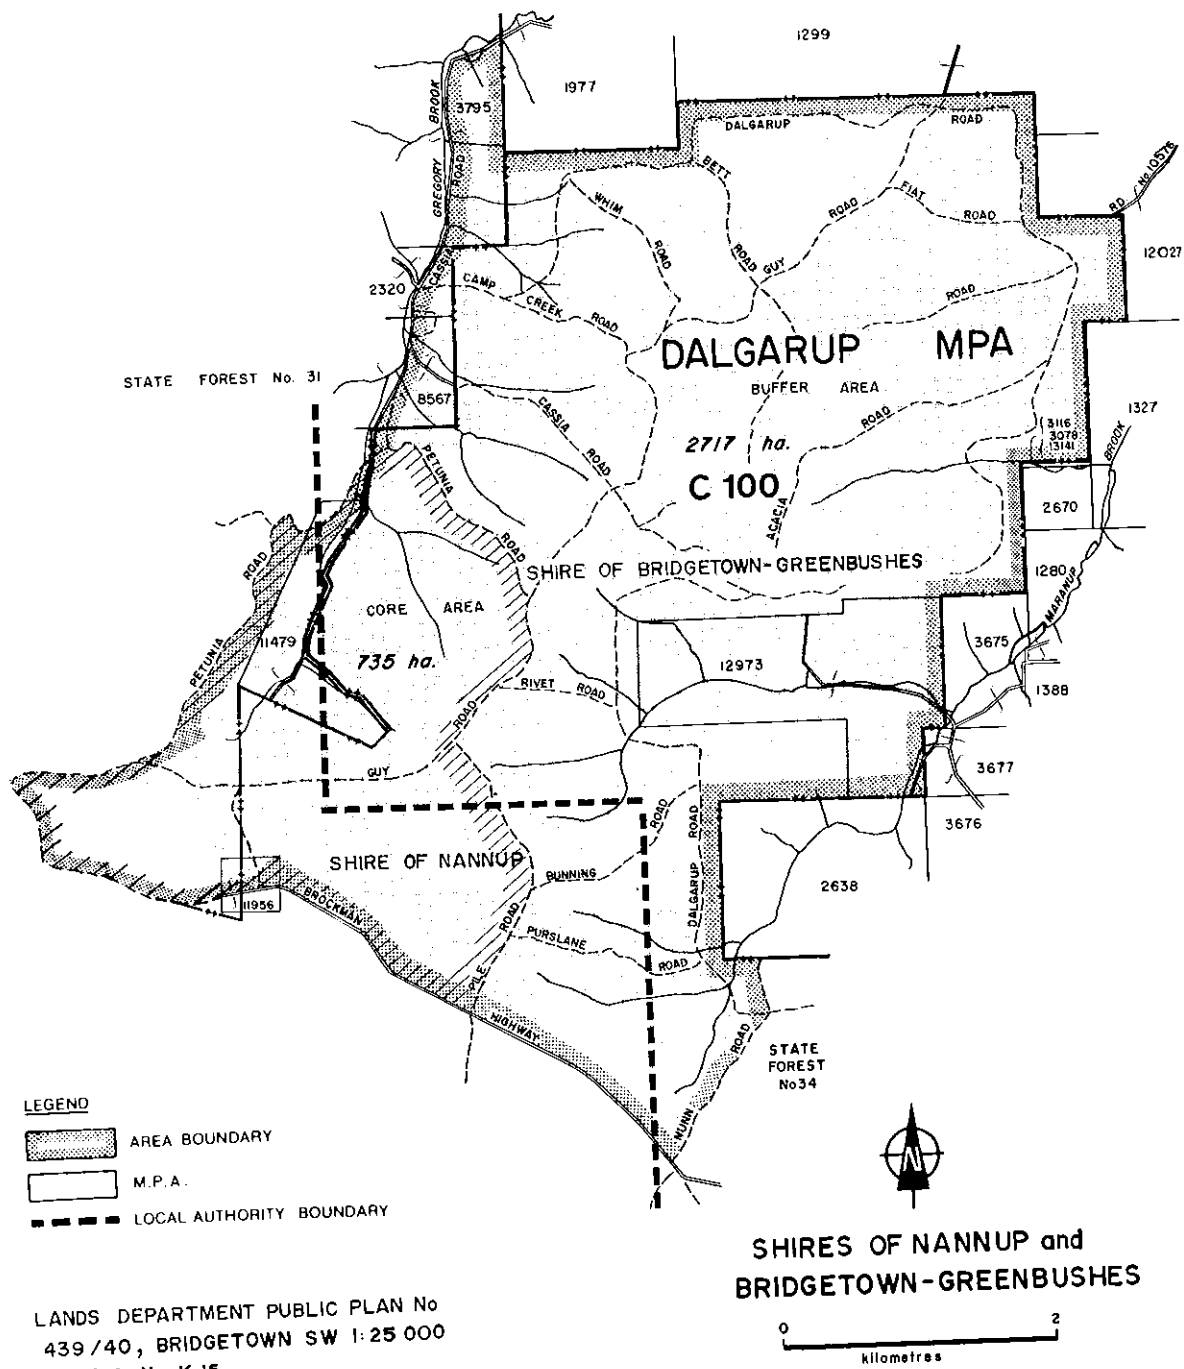 1299
1977
3795
GREGORY BROOK
ROAD
CASSIA
DALGARUP ROAD
BETT
ROAD
WHIM
ROAD
GUY
ROAD
FIAT
ROAD
RD No 10576
12027
2320
CAMP
CREEK
ROAD
ROAD
DALGARUP MPA
BUFFER AREA
STATE FOREST No. 31
8567
CASSIA
ROAD
2717 ha.
C 100
ACACIA
ROAD
3116
3078
13141
1327
BROOK
MARANUP
2670
1280
PETUNIA
ROAD
SHIRE OF BRIDGETOWN-GREENBUSHES
PETUNIA
ROAD
CORE AREA
735 ha.
11479
12973
3675
1388
RIVET ROAD
GUY
ROAD
3677
3676
SHIRE OF NANNUP
BUNNING
ROAD
DALGARUP ROAD
2638
11956
BROCKMAN
HIGHWAY
PILE
ROAD
PURSLANE
ROAD
MUNN
ROAD
STATE
FOREST
No34
LEGEND
AREA BOUNDARY
M.P.A.
LOCAL AUTHORITY BOUNDARY
N
SHIRES OF NANNUP and
BRIDGETOWN-GREENBUSHES
0 2
kilometres
LANDS DEPARTMENT PUBLIC PLAN No
439/40, BRIDGETOWN SW 1:25 000